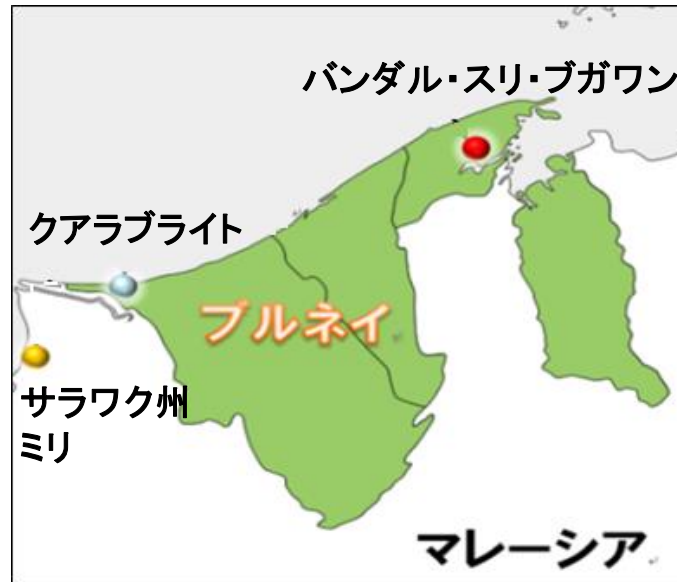 バンダル・スリ・ブガワン
クアラブライト
ブルネイ
サラワク州
ミリ
マレーシア